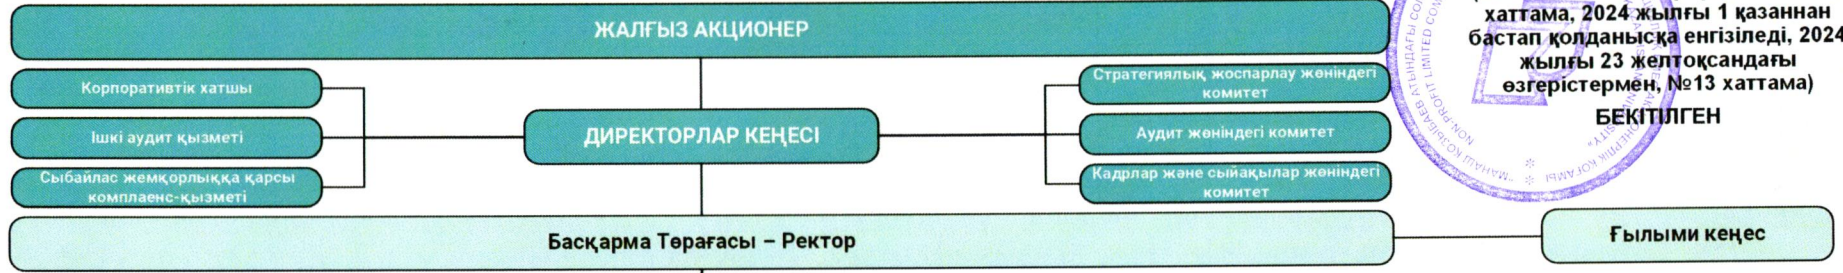 ЖАЛҒЫЗ АКЦИОНЕР
хаттама, 2024 жылғы 1 қазаннан
бастап қолданысқа енгізіледі, 2024
жылғы 23 желтоқсандағы
өзгерістермен, №13 хаттама)
БЕКІТІЛГЕН
Корпоративтік хатшы
Ішкі аудит қызметі
Сыбайлас жемқорлыққа қарсы
комплаенс-қызметі
ДИРЕКТОРЛАР КЕҢЕСІ
Стратегиялық жоспарлау жөніндегі
комитет
Аудит жөніндегі комитет
Кадрлар және сыйақылар жөніндегі
комитет
Басқарма Төрағасы – Ректор
Ғылыми кеңес